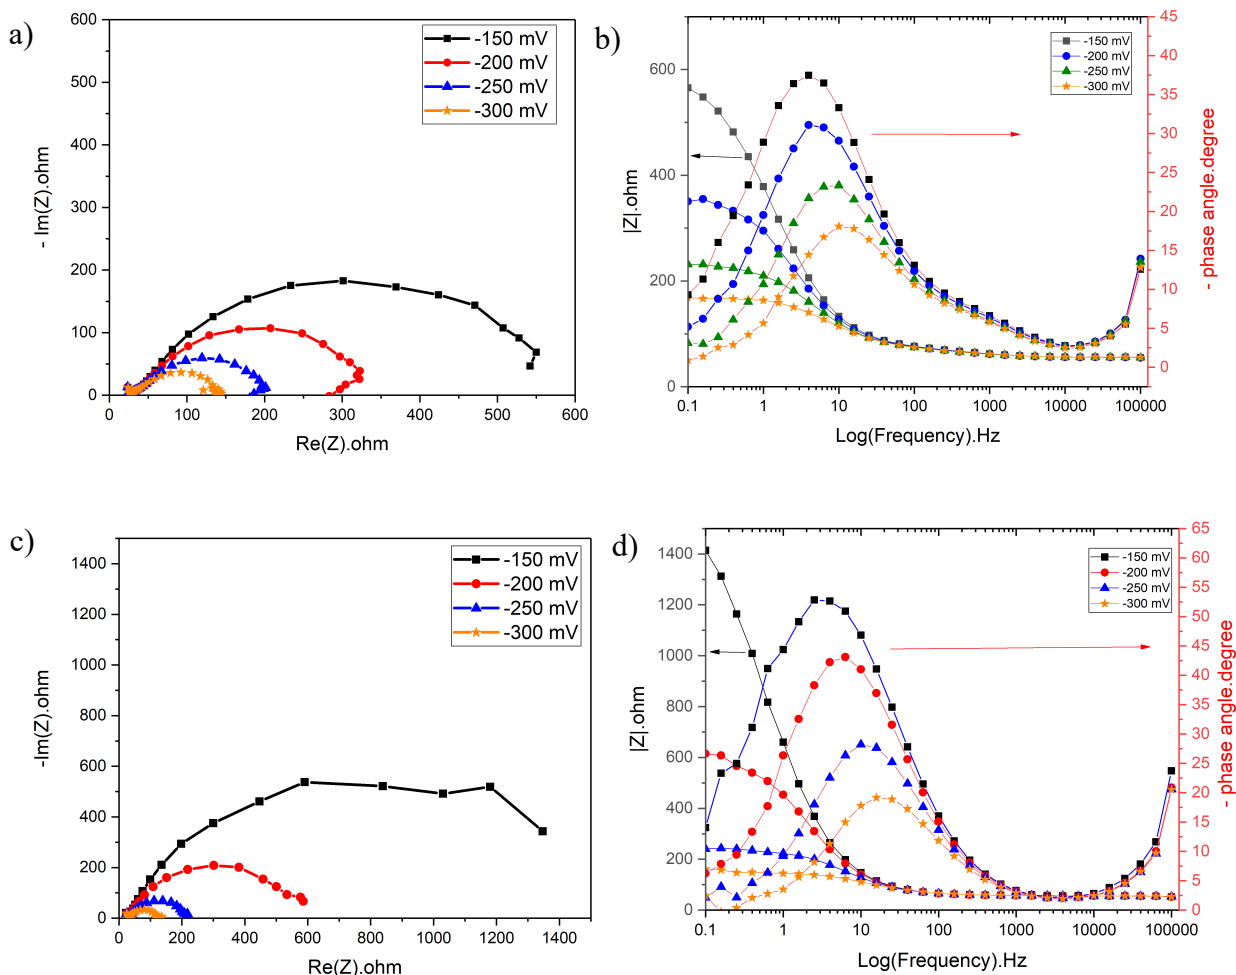 a)
600
500
400
300
200
100
0
0
100
200
300
400
500
600
- Im(Z).ohm
Re(Z).ohm
-150 mV
-200 mV
-250 mV
-300 mV
b)
600
400
200
0
45
40
35
30
25
20
15
10
5
0
0.1
1
10
100
1000
10000
100000
|Z|.ohm
Log(Frequency).Hz
- phase angle.degree
-150 mV
-200 mV
-250 mV
-300 mV
c)
1400
1200
1000
800
600
400
200
0
0
200
400
600
800
1000
1200
1400
-Im(Z).ohm
Re(Z).ohm
-150 mV
-200 mV
-250 mV
-300 mV
d)
1400
1200
1000
800
600
400
200
0
65
60
55
50
45
40
35
30
25
20
15
10
5
0
0.1
1
10
100
1000
10000
100000
|Z|.ohm
Log(Frequency).Hz
- phase angle.degree
-150 mV
-200 mV
-250 mV
-300 mV